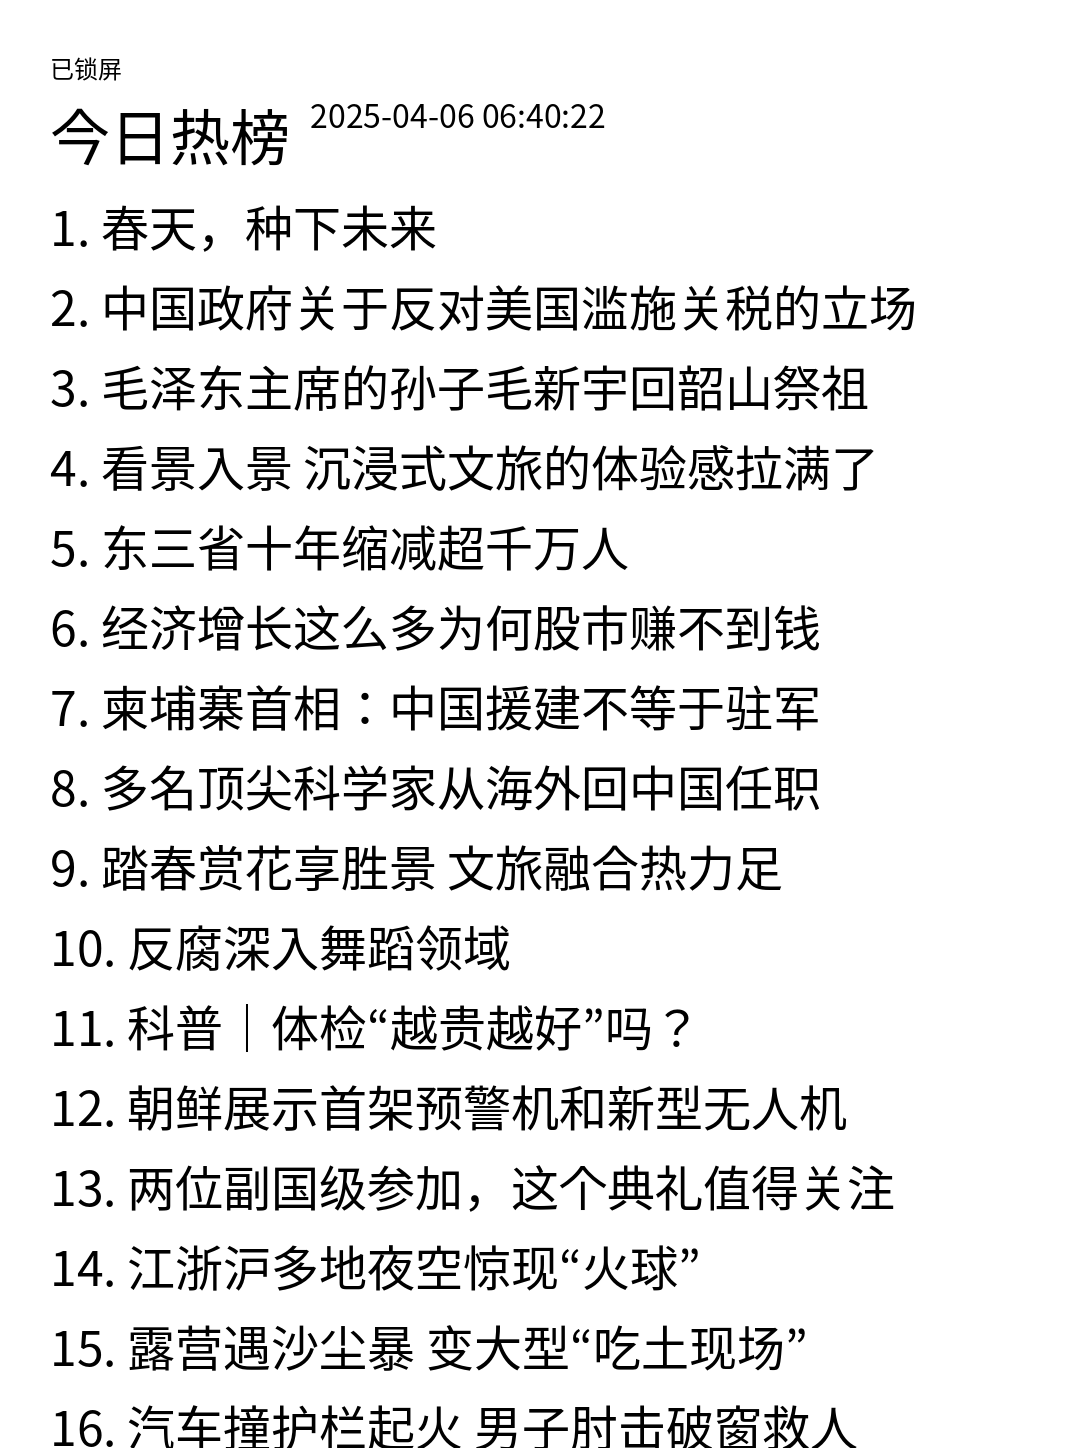 已锁屏
今日热榜 2025-04-06 06:40:22
1. 春天，种下未来
2. 中国政府关于反对美国滥施关税的立场
3. 毛泽东主席的孙子毛新宇回韶山祭祖
4. 看景入景 沉浸式文旅的体验感拉满了
5. 东三省十年缩减超千万人
6. 经济增长这么多为何股市赚不到钱
7. 柬埔寨首相：中国援建不等于驻军
8. 多名顶尖科学家从海外回中国任职
9. 踏春赏花享胜景 文旅融合热力足
10. 反腐深入舞蹈领域
11. 科普｜体检“越贵越好”吗？
12. 朝鲜展示首架预警机和新型无人机
13. 两位副国级参加，这个典礼值得关注
14. 江浙沪多地夜空惊现“火球”
15. 露营遇沙尘暴 变大型“吃土现场”
16. 汽车撞护栏起火 男子肘击破窗救人